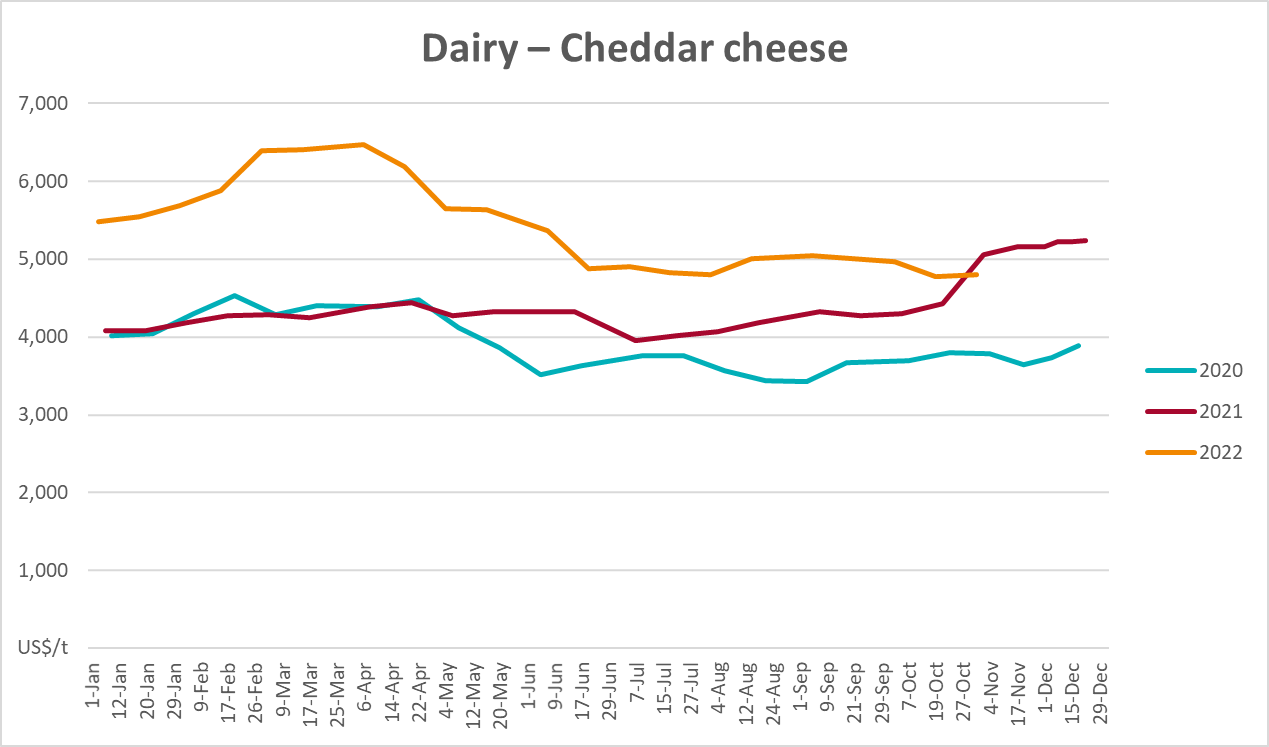 Dairy – Cheddar cheese
7,000
6,000
5,000
4,000
3,000
2,000
1,000
US$/t
1-Jan
12-Jan
20-Jan
29-Jan
9-Feb
17-Feb
26-Feb
9-Mar
17-Mar
25-Mar
6-Apr
14-Apr
22-Apr
4-May
12-May
20-May
1-Jun
9-Jun
17-Jun
29-Jun
7-Jul
15-Jul
27-Jul
4-Aug
12-Aug
24-Aug
1-Sep
9-Sep
21-Sep
29-Sep
7-Oct
19-Oct
27-Oct
4-Nov
17-Nov
1-Dec
15-Dec
29-Dec
2020
2021
2022